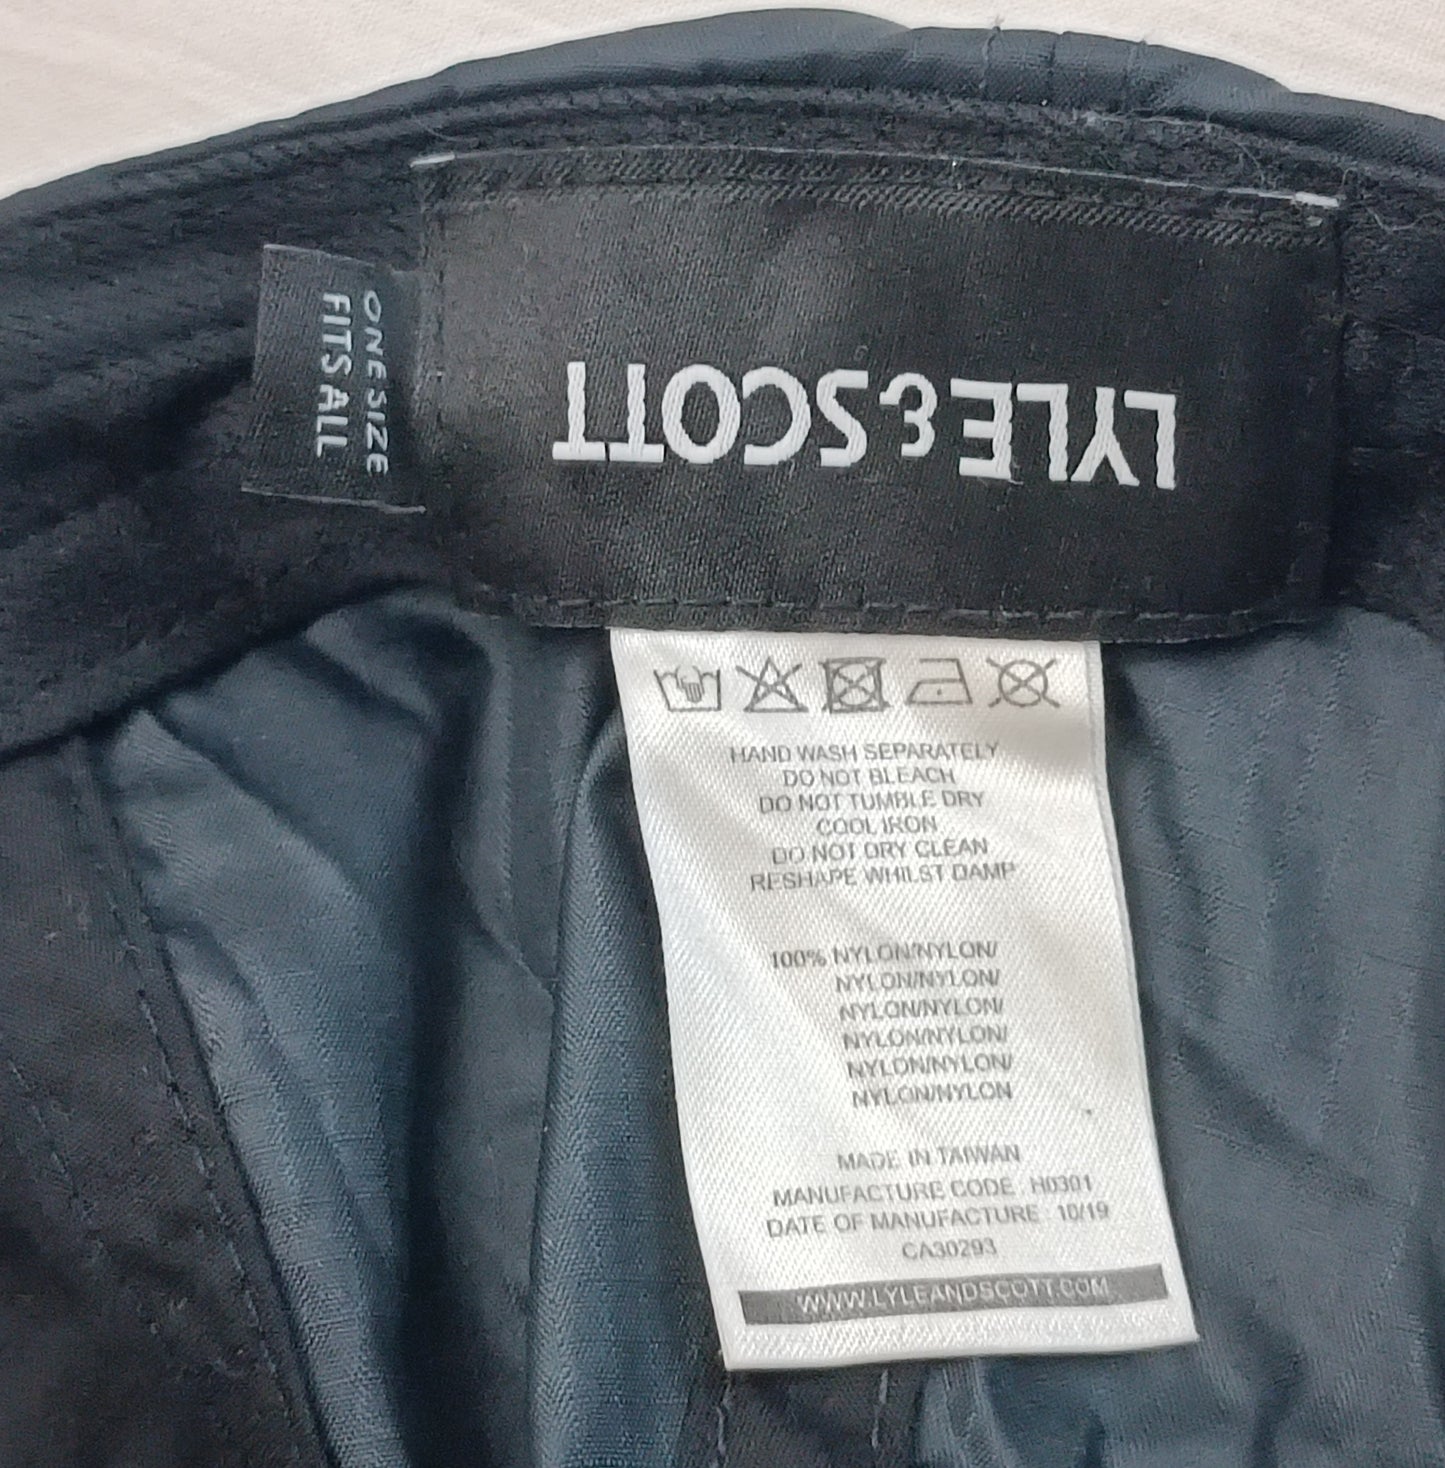 LYLE & SCOTT
ONE SIZE
FITS ALL
HAND WASH SEPARATELY
DO NOT BLEACH
DO NOT TUMBLE DRY
COOL IRON
DO NOT DRY CLEAN
RESHAPE WHILST DAMP
100% NYLON/NYLON/
NYLON/NYLON/
NYLON/NYLON/
NYLON/NYLON/
NYLON/NYLON/
NYLON/NYLON
MADE IN TAIWAN
MANUFACTURE CODE : H0301
DATE OF MANUFACTURE : 10/19
CA30293
WWW.LYLEANDSCOTT.COM